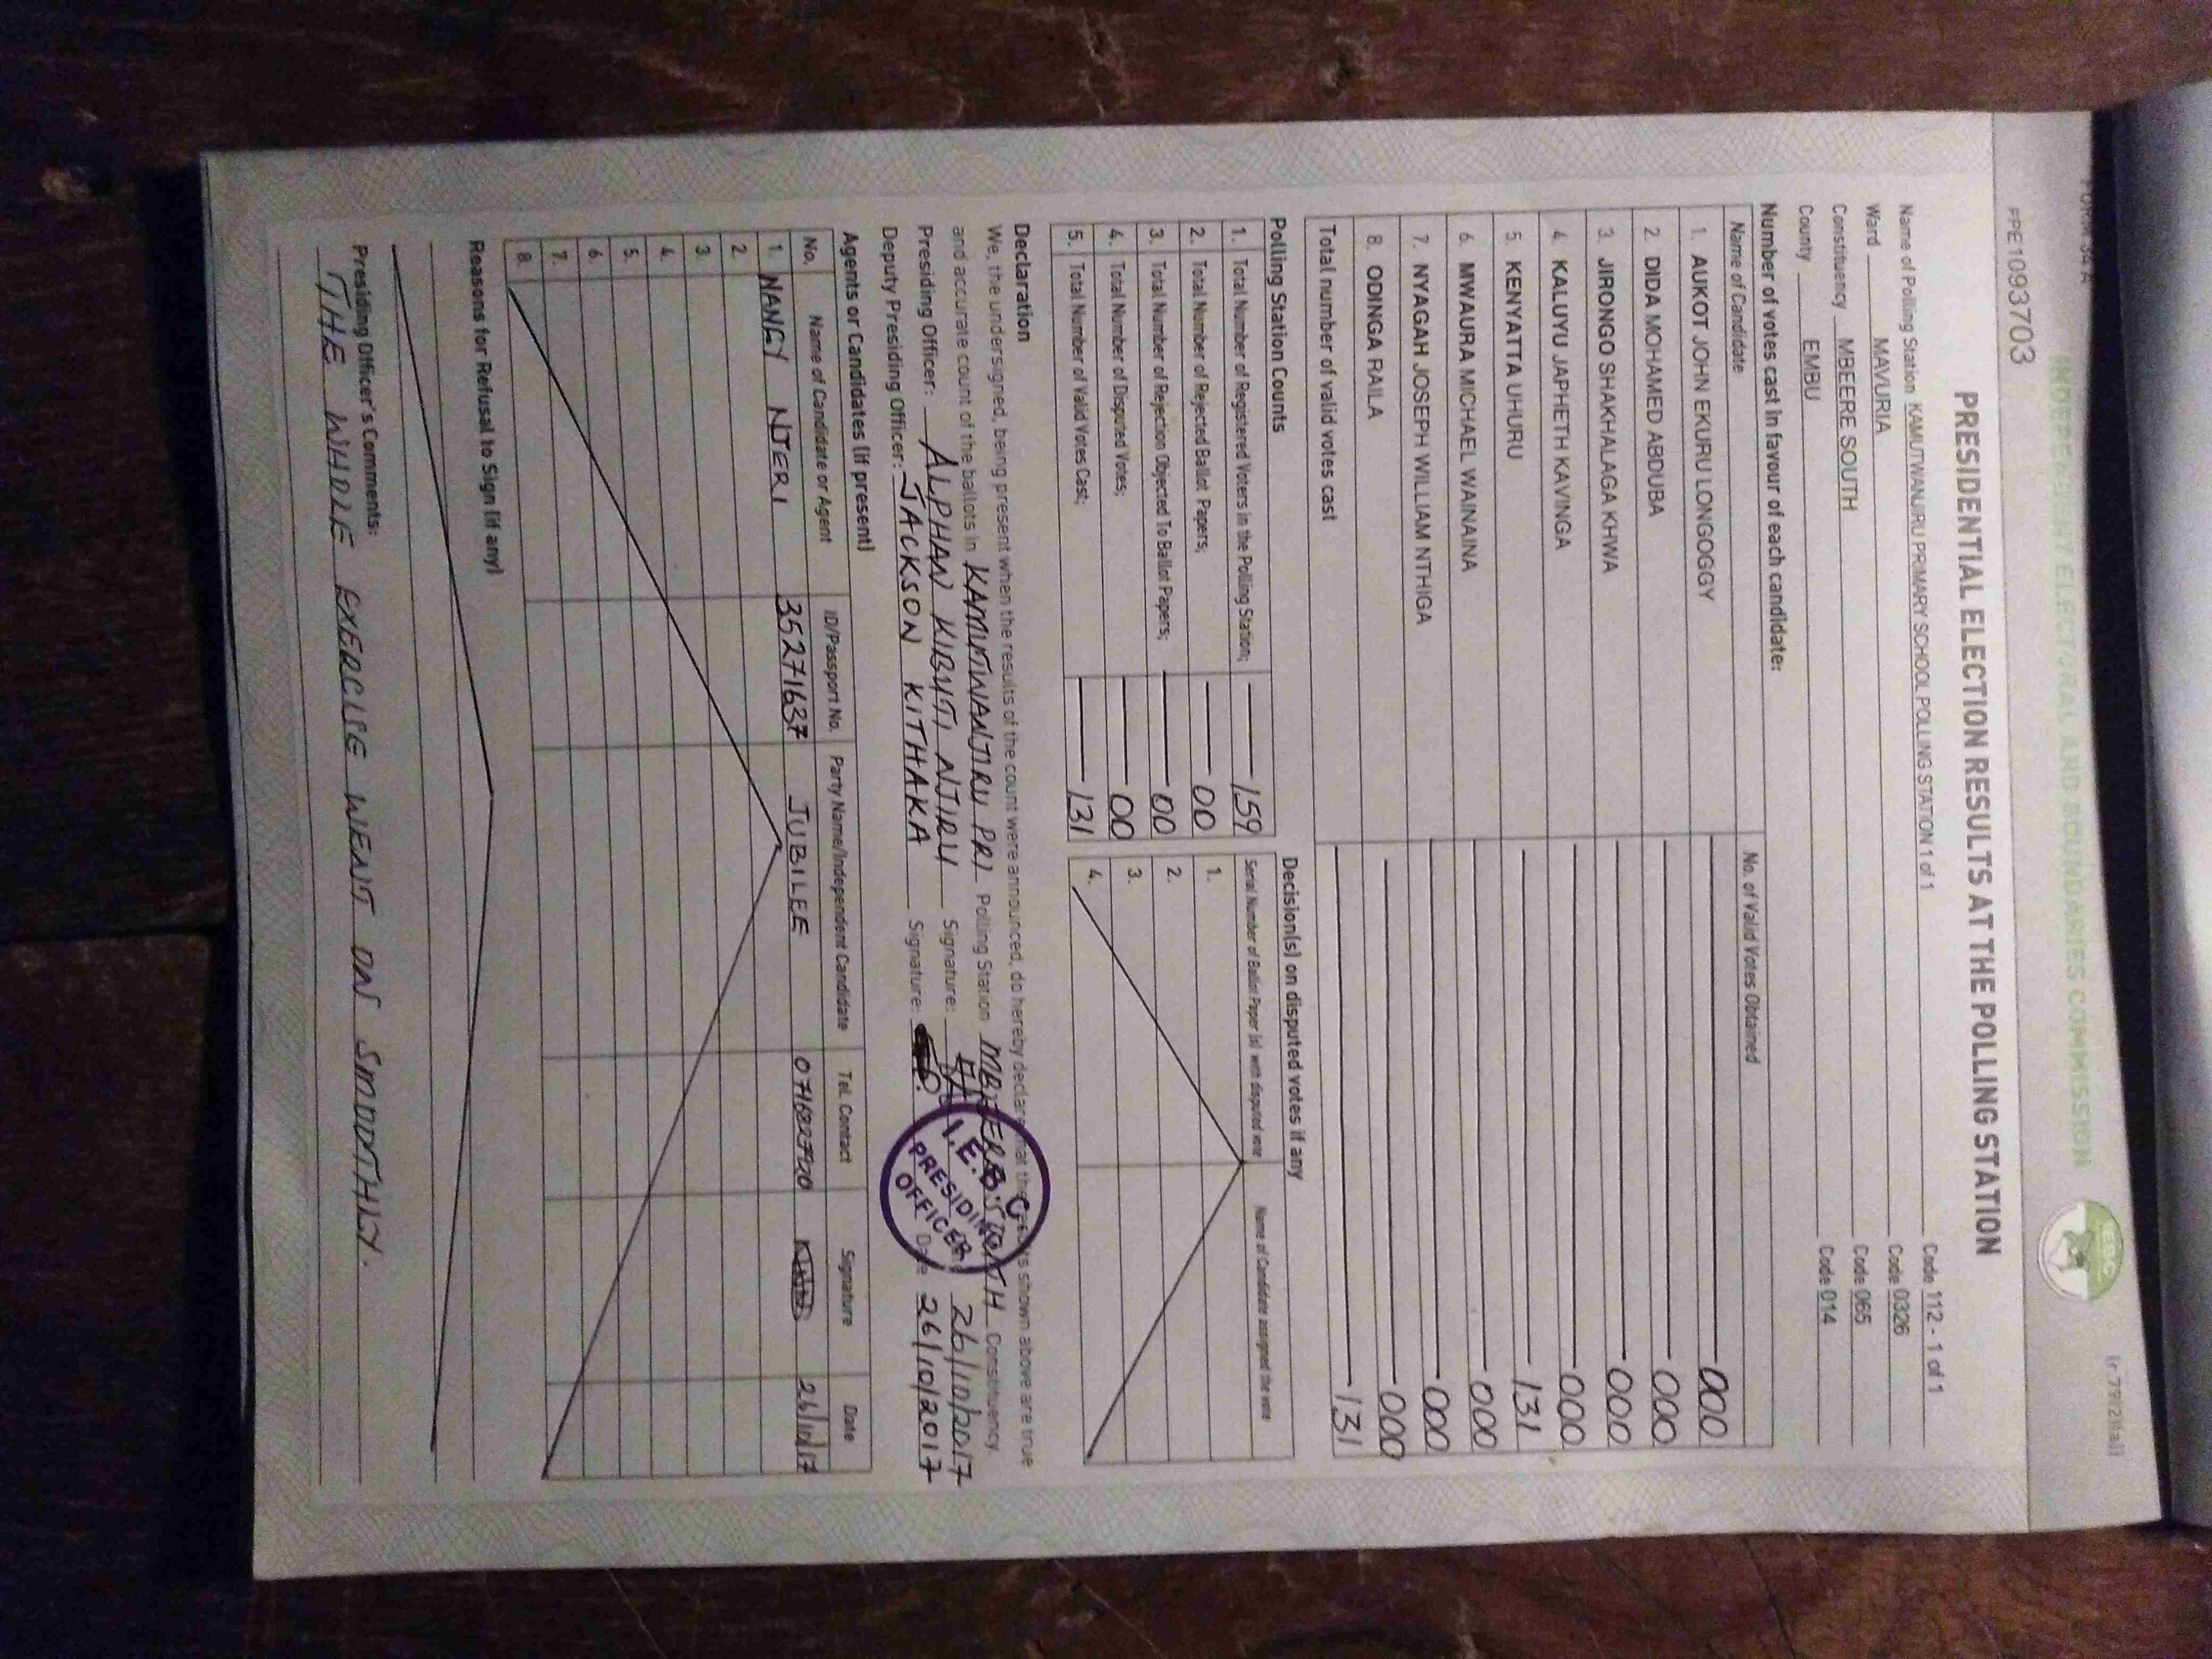 FORM 34 A
INDEPENDENT ELECTORAL AND BOUNDARIES COMMISSION
PPE1093703
IEBC
PRESIDENTIAL ELECTION RESULTS AT THE POLLING STATION
Name of Polling Station KAMUTWANJIRU PRIMARY SCHOOL POLLING STATION 1 of 1 Code 112 - 1 of 1
Ward MAVURIA Code 0326
Constituency MBEERE SOUTH Code 065
County EMBU Code 014
Number of votes cast in favour of each candidate:
Name of Candidate No. of Valid Votes Obtained
1. AUKOT JOHN EKURU LONGOGGY 000
2. DIDA MOHAMED ABDUBA 000
3. JIRONGO SHAKHALAGA KHWA 000
4. KALUYU JAPHETH KAVINGA 000
5. KENYATTA UHURU 131
6. MWAURA MICHAEL WAINAINA 000
7. NYAGAH JOSEPH WILLIAM NTHIGA 000
8. ODINGA RAILA 000
Total number of valid votes cast 131
Polling Station Counts
1. Total Number of Registered Voters in the Polling Station; 159
2. Total Number of Rejected Ballot Papers; 00
3. Total Number of Rejection Objected To Ballot Papers; 00
4. Total Number of Disputed Votes; 00
5. Total Number of Valid Votes Cast; 131
Decision(s) on disputed votes if any
Serial Number of Ballot Paper (s) with disputed vote Name of Candidate assigned the vote
1.
2.
3.
4.
Declaration
We, the undersigned, being present when the results of the count were announced, do hereby declare that the results shown above are true
and accurate count of the ballots in KAMUTWANJIRU PRI Polling Station MBEERE SOUTH Constituency.
Presiding Officer: ALPHAN KIBUTI NJIRU Signature: 26/10/2017
Deputy Presiding Officer: JACKSON KITHAKA Signature: Date 26/10/2017
I.E.B.C
PRESIDING
OFFICER
Agents or Candidates (if present)
No. Name of Candidate or Agent ID/Passport No. Party Name/Independent Candidate Tel. Contact Signature Date
1. NANCY NJERI 35271637 JUBILEE 26/10/17
2.
3.
4.
5.
6.
7.
8.
Reasons for Refusal to Sign (if any)
Presiding Officer's Comments:
THE WHOLE EXERCISE WENT ON SMOOTHLY.